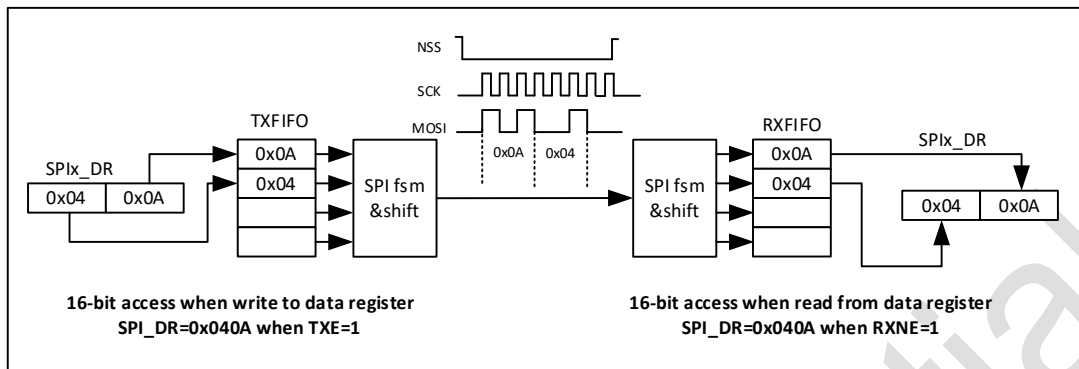 NSS
SCK
MOSI
0x0A
0x04
TXFIFO
0x0A
0x04
SPIx_DR
0x04
0x0A
SPI fsm
&shift
SPI fsm
&shift
RXFIFO
0x0A
0x04
SPIx_DR
0x04
0x0A
16-bit access when write to data register
SPI_DR=0x040A when TXE=1
16-bit access when read from data register
SPI_DR=0x040A when RXNE=1